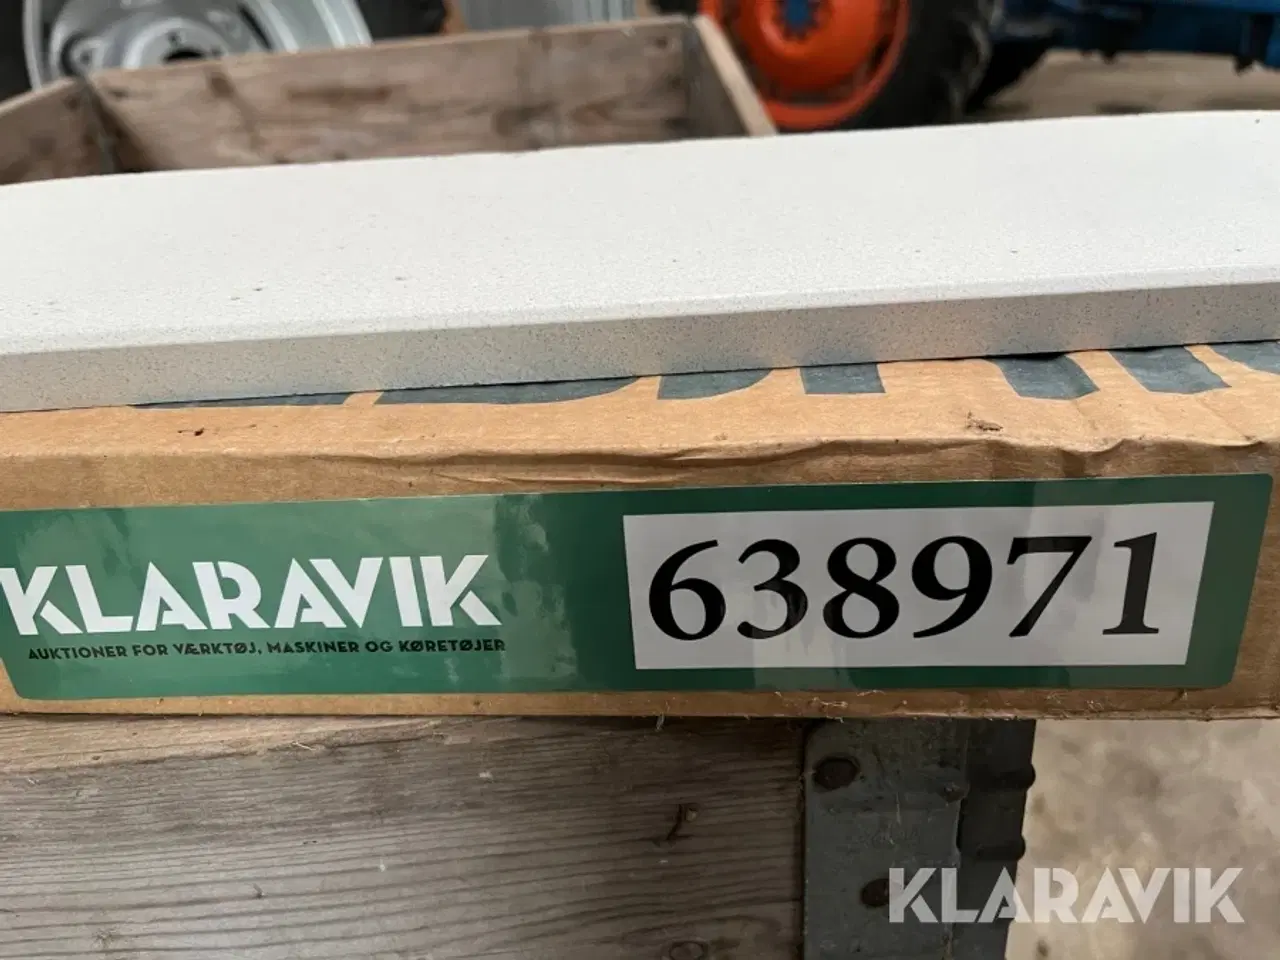 KLARAVIK
AUKTIONER FOR VÆRKTØJ, MASKINER OG KØRETØJER
638971
KLARAVIK